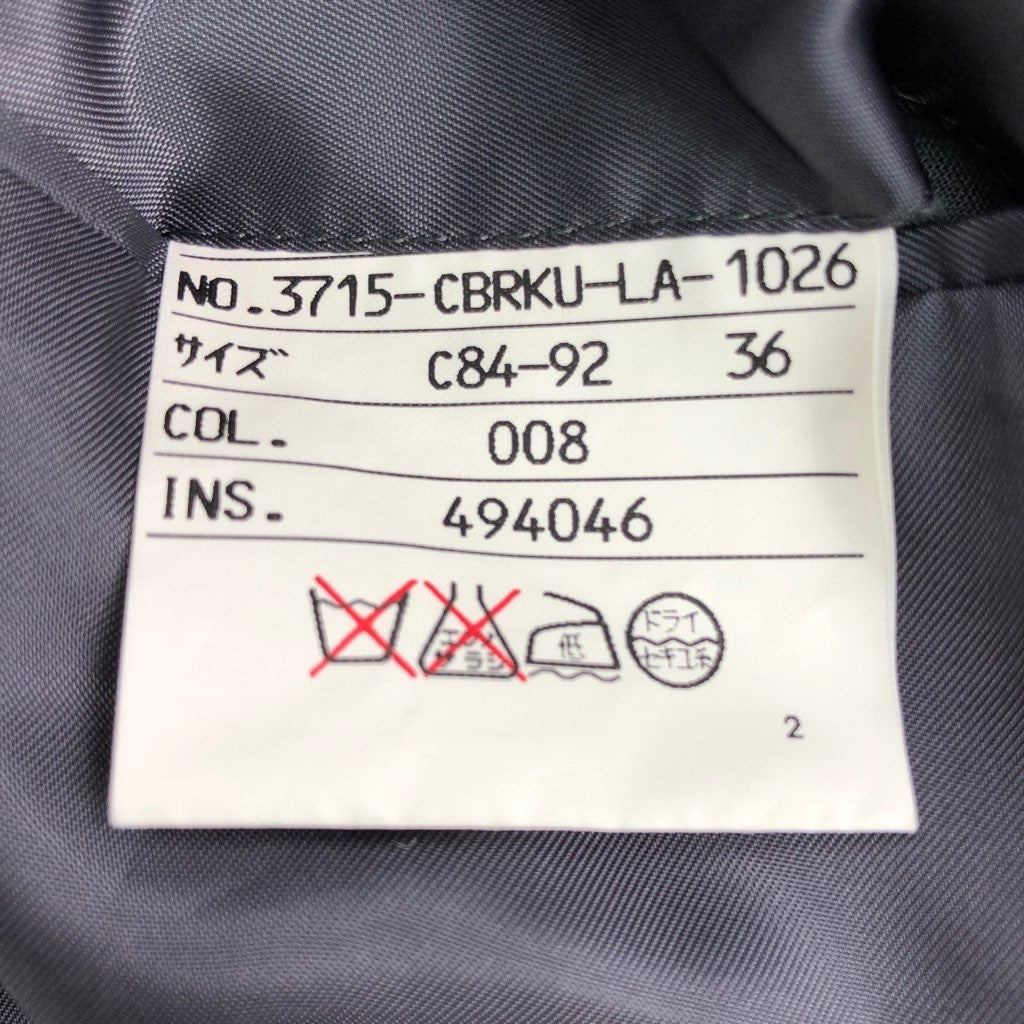 NO.3715-CBRKU-LA-1026
サイズ C84-92 36
COL. 008
INS. 494046
エンソ サラシ
低
ドライ
セキユ系
2